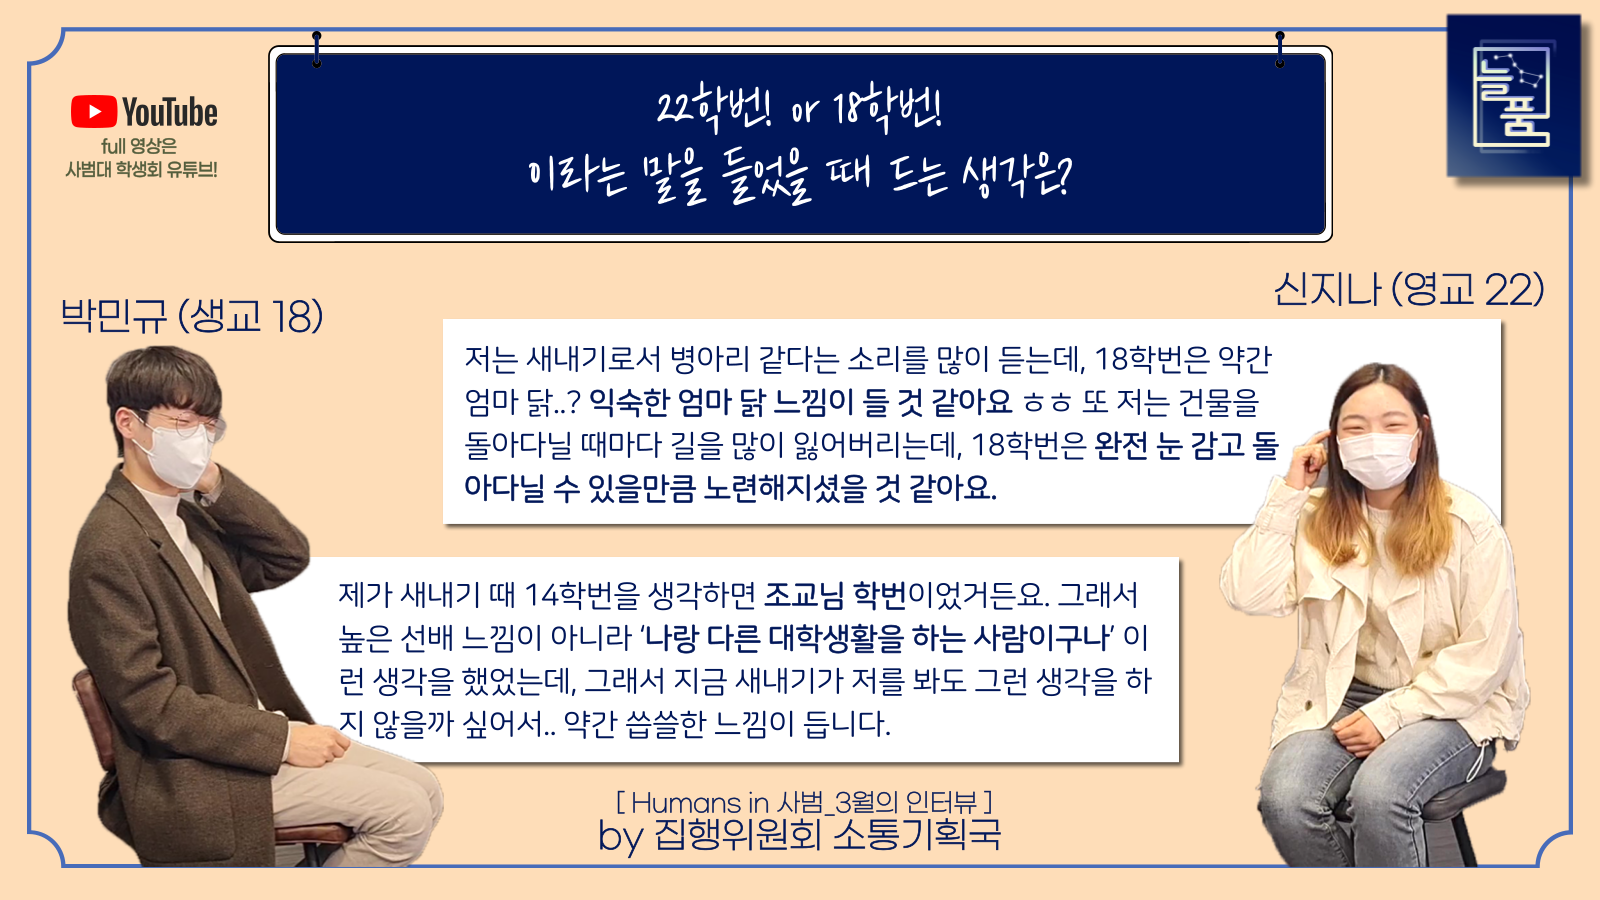 22학번! or 18학번!
이라는 말을 들었을 때 드는 생각은?
늘품
YouTube
full 영상은
사범대 학생회 유튜브!
박민규 (생교 18)
신지나 (영교 22)
저는 새내기로서 병아리 같다는 소리를 많이 듣는데, 18학번은 약간
엄마 닭..? 익숙한 엄마 닭 느낌이 들 것 같아요 ㅎㅎ 또 저는 건물을
돌아다닐 때마다 길을 많이 잃어버리는데, 18학번은 완전 눈 감고 돌
아다닐 수 있을만큼 노련해지셨을 것 같아요.
제가 새내기 때 14학번을 생각하면 조교님 학번이었거든요. 그래서
높은 선배 느낌이 아니라 ‘나랑 다른 대학생활을 하는 사람이구나’ 이
런 생각을 했었는데, 그래서 지금 새내기가 저를 봐도 그런 생각을 하
지 않을까 싶어서.. 약간 씁쓸한 느낌이 듭니다.
[ Humans in 사범_3월의 인터뷰 ]
by 집행위원회 소통기획국